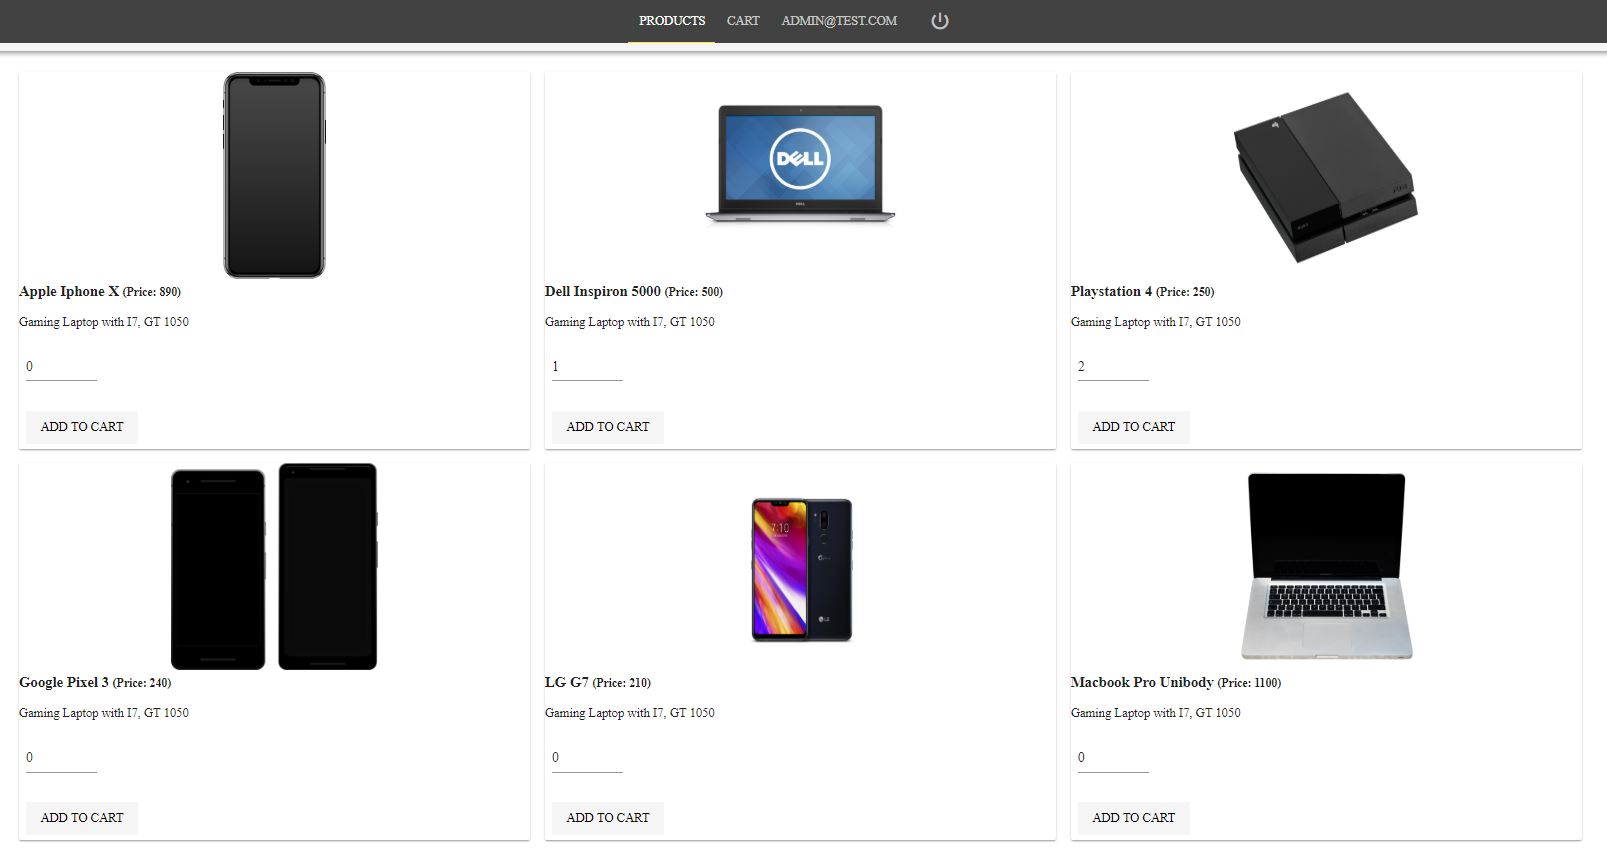 PRODUCTS CART ADMIN@TEST.COM
DELL
Apple Iphone X (Price: 890)
Gaming Laptop with I7, GT 1050
0
ADD TO CART
Dell Inspiron 5000 (Price: 500)
Gaming Laptop with I7, GT 1050
1
ADD TO CART
Playstation 4 (Price: 250)
Gaming Laptop with I7, GT 1050
2
ADD TO CART
Google Pixel 3 (Price: 240)
Gaming Laptop with I7, GT 1050
0
ADD TO CART
7:10
LG
LG G7 (Price: 210)
Gaming Laptop with I7, GT 1050
0
ADD TO CART
Macbook Pro Unibody (Price: 1100)
Gaming Laptop with I7, GT 1050
0
ADD TO CART